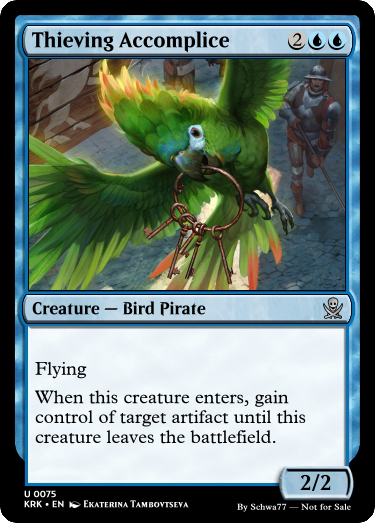 Thieving Accomplice 2
Creature — Bird Pirate
Flying
When this creature enters, gain
control of target artifact until this
creature leaves the battlefield.
2/2
U 0075
KRK • EN Ekaterina Tambovtseva
By Schwa77 — Not for Sale